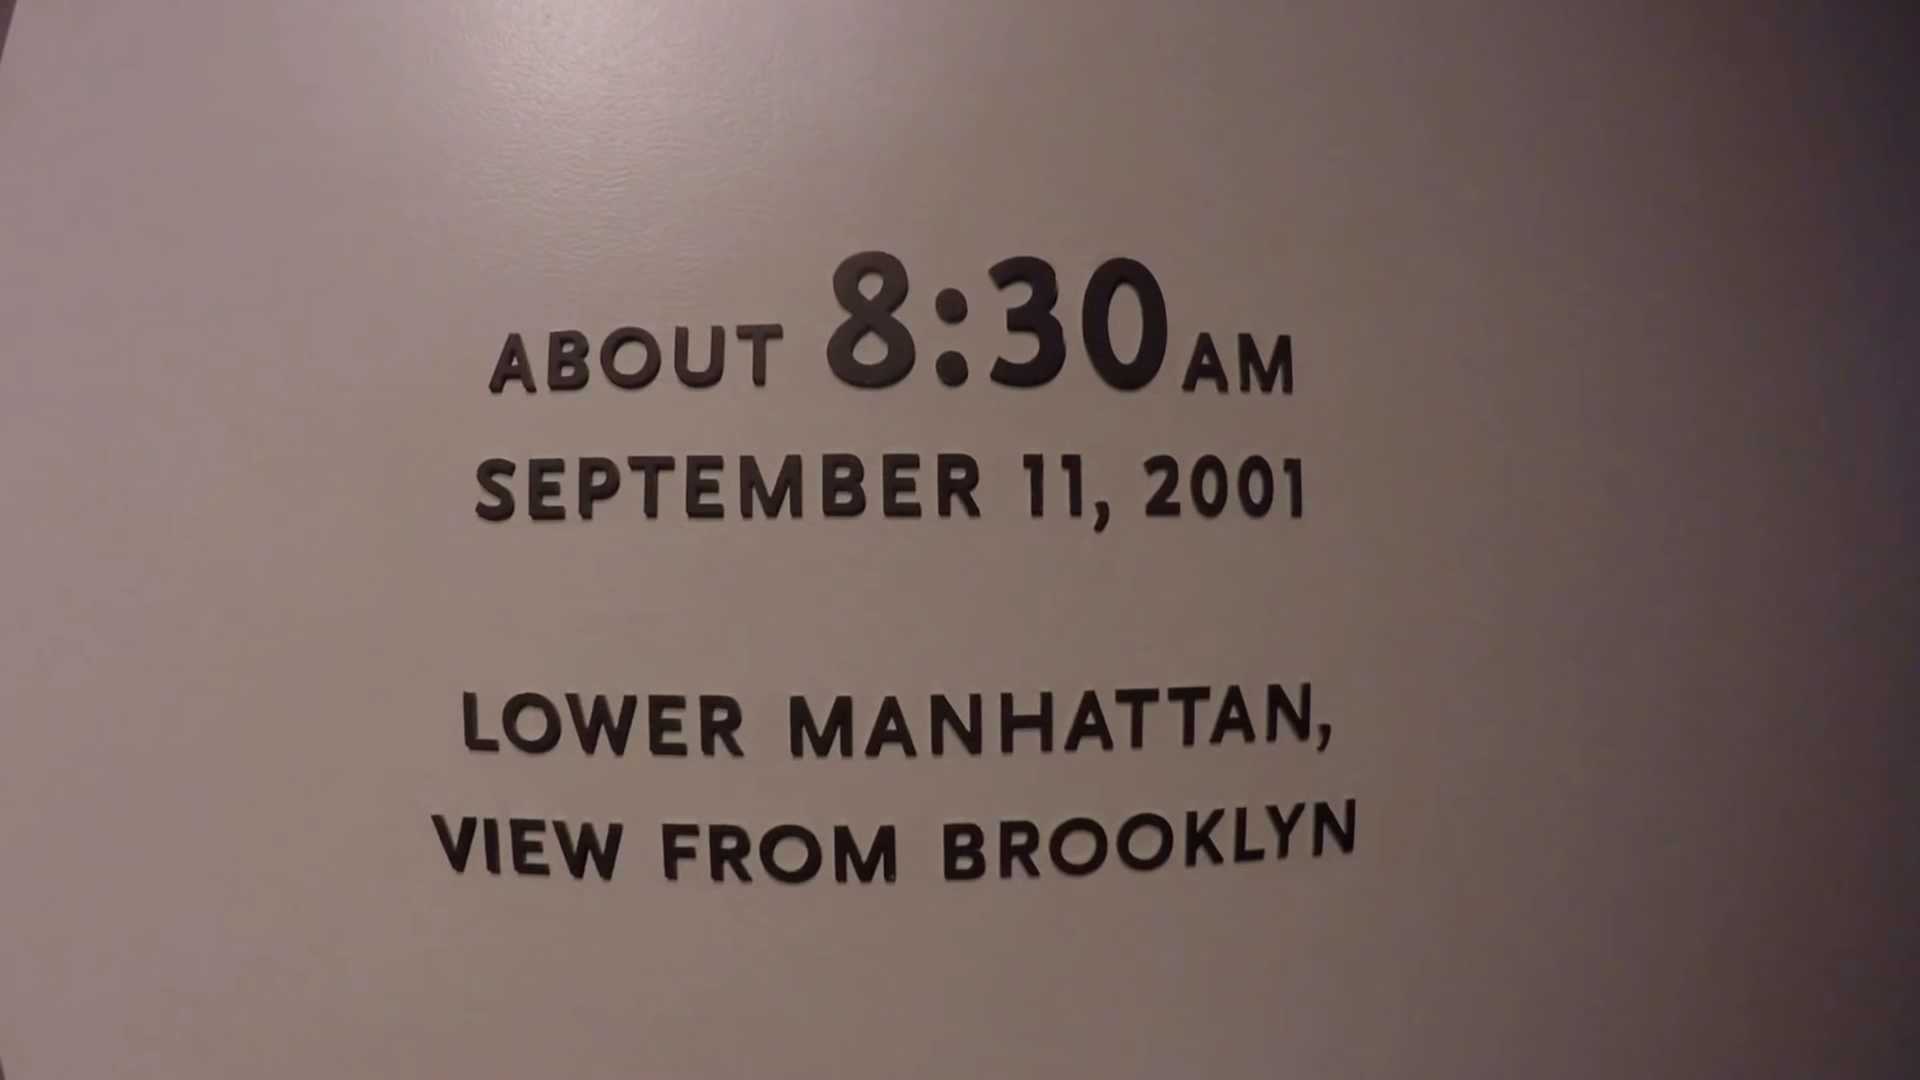 ABOUT 8:30 AM
SEPTEMBER 11, 2001
LOWER MANHATTAN,
VIEW FROM BROOKLYN